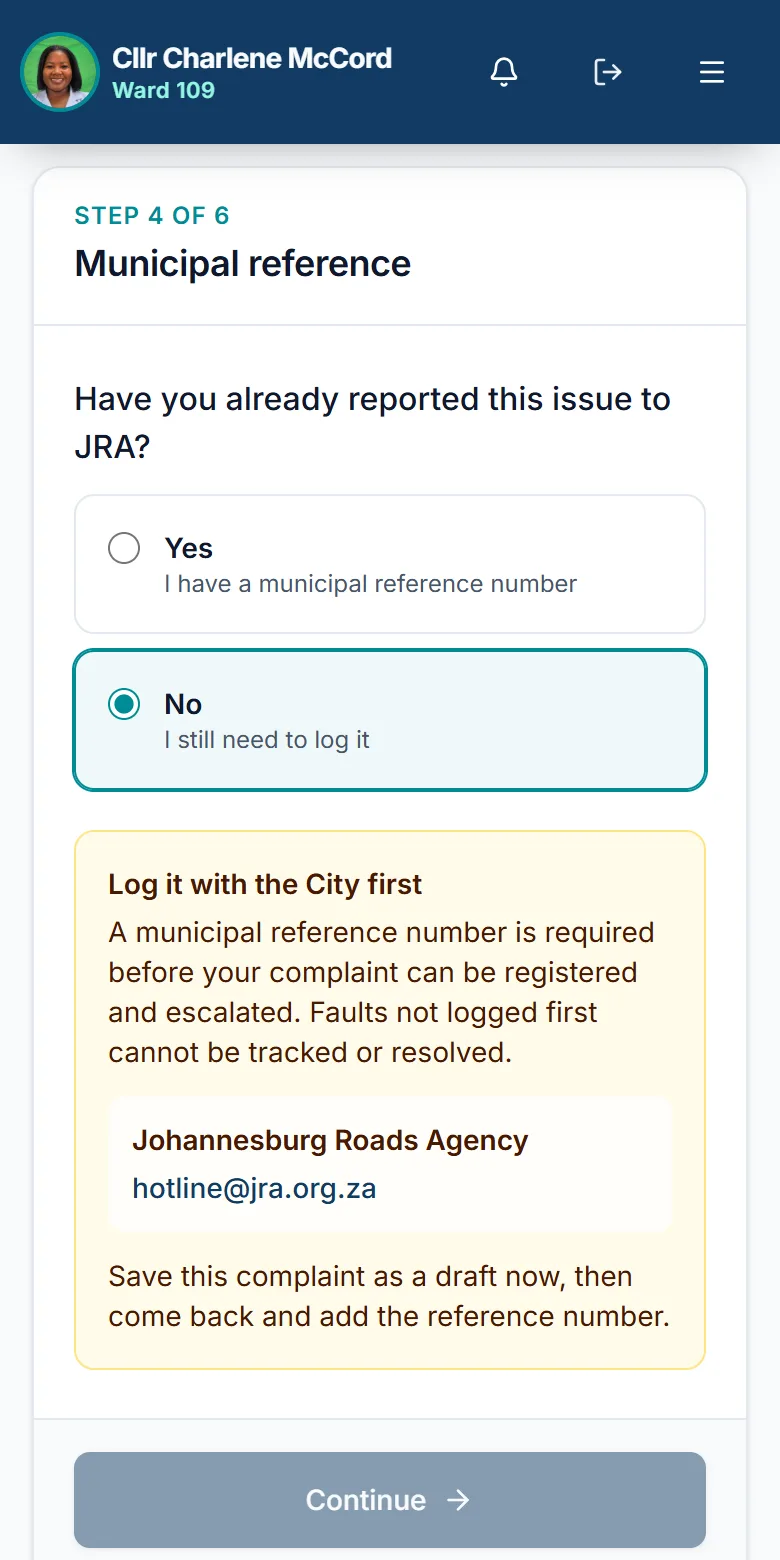 Cllr Charlene McCord
Ward 109
STEP 4 OF 6
Municipal reference
Have you already reported this issue to
JRA?
Yes
I have a municipal reference number
No
I still need to log it
Log it with the City first
A municipal reference number is required
before your complaint can be registered
and escalated. Faults not logged first
cannot be tracked or resolved.
Johannesburg Roads Agency
hotline@jra.org.za
Save this complaint as a draft now, then
come back and add the reference number.
Continue →